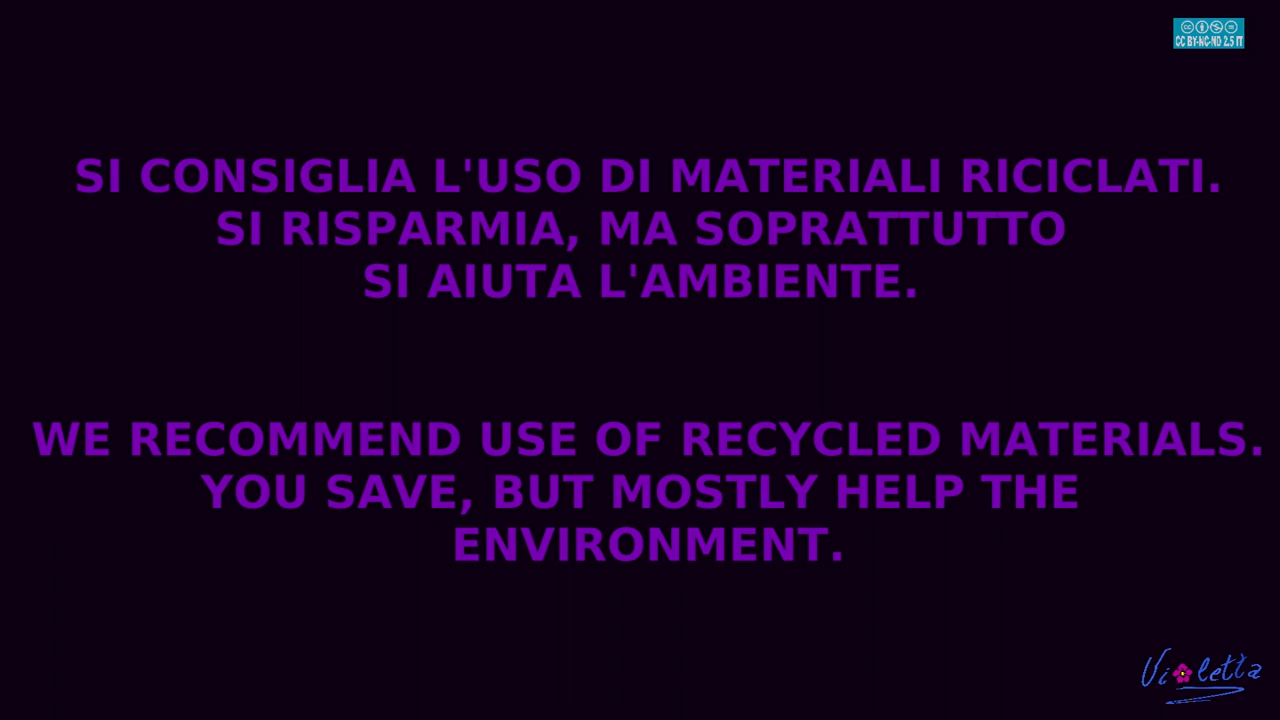 CC BY-NC-ND 2.5 IT
SI CONSIGLIA L'USO DI MATERIALI RICICLATI.
SI RISPARMIA, MA SOPRATTUTTO
SI AIUTA L'AMBIENTE.
WE RECOMMEND USE OF RECYCLED MATERIALS.
YOU SAVE, BUT MOSTLY HELP THE
ENVIRONMENT.
Violetta